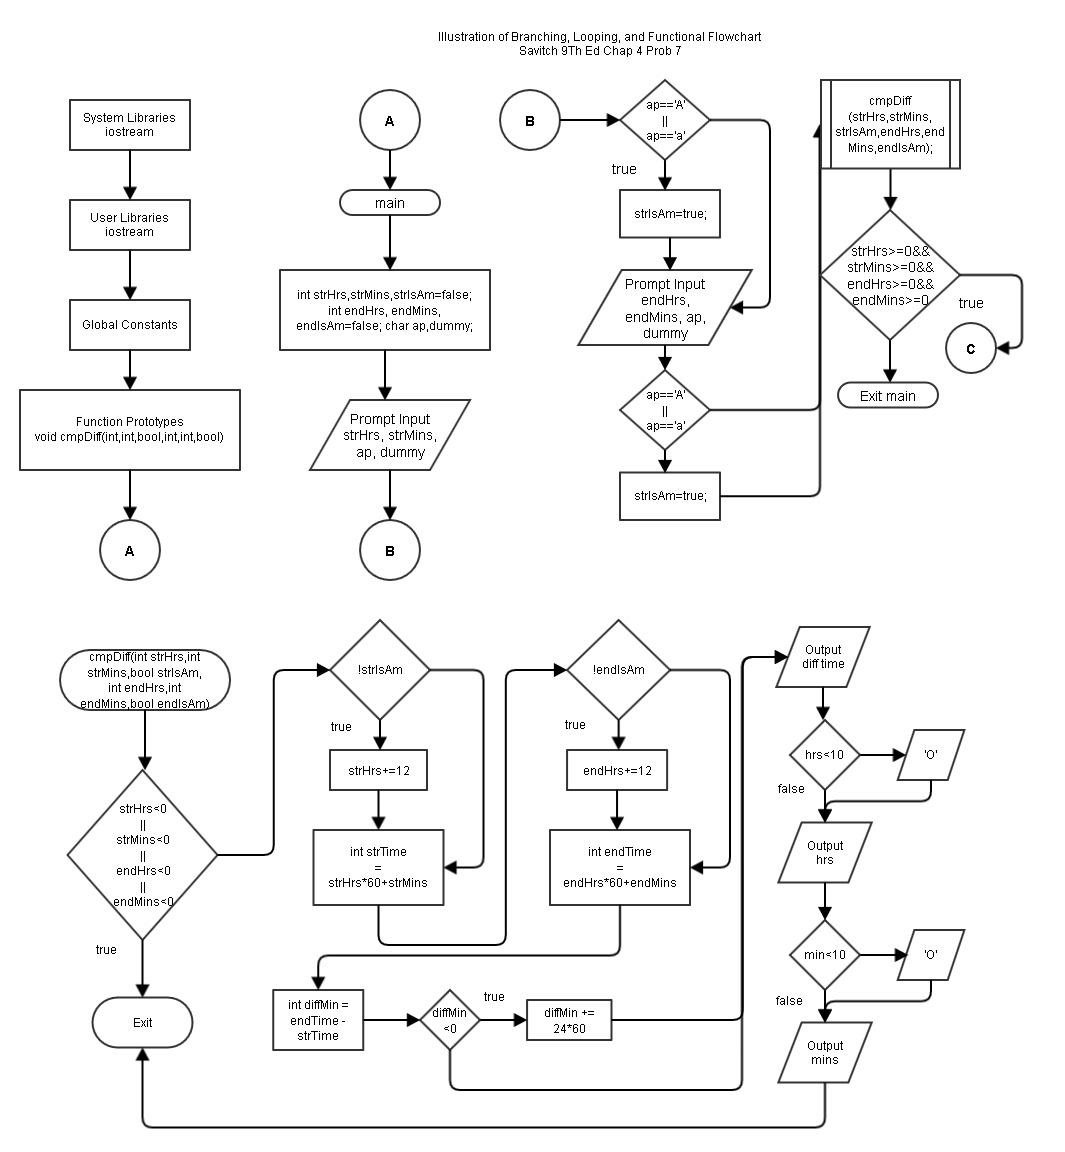 Illustration of Branching, Looping, and Functional Flowchart
Savitch 9Th Ed Chap 4 Prob 7
System Libraries
iostream
User Libraries
iostream
Global Constants
Function Prototypes
void cmpDiff(int,int,bool,int,int,bool)
A
A
main
int strHrs,strMins,strIsAm=false;
int endHrs, endMins,
endIsAm=false; char ap,dummy;
Prompt Input
strHrs, strMins,
ap, dummy
B
B
ap=='A'
||
ap=='a'
true
strIsAm=true;
Prompt Input
endHrs,
endMins, ap,
dummy
ap=='A'
||
ap=='a'
strIsAm=true;
cmpDiff
(strHrs,strMins,
strIsAm,endHrs,end
Mins,endIsAm);
strHrs>=0&&
strMins>=0&&
endHrs>=0&&
endMins>=0
true
C
Exit main
cmpDiff(int strHrs,int
strMins,bool strIsAm,
int endHrs,int
endMins,bool endIsAm)
strHrs<0
||
strMins<0
||
endHrs<0
||
endMins<0
true
Exit
!strIsAm
true
strHrs+=12
int strTime
=
strHrs*60+strMins
!endIsAm
true
endHrs+=12
int endTime
=
endHrs*60+endMins
int diffMin =
endTime -
strTime
diffMin
<0
true
diffMin +=
24*60
Output
diff time
hrs<10
'O'
false
Output
hrs
min<10
'O'
false
Output
mins